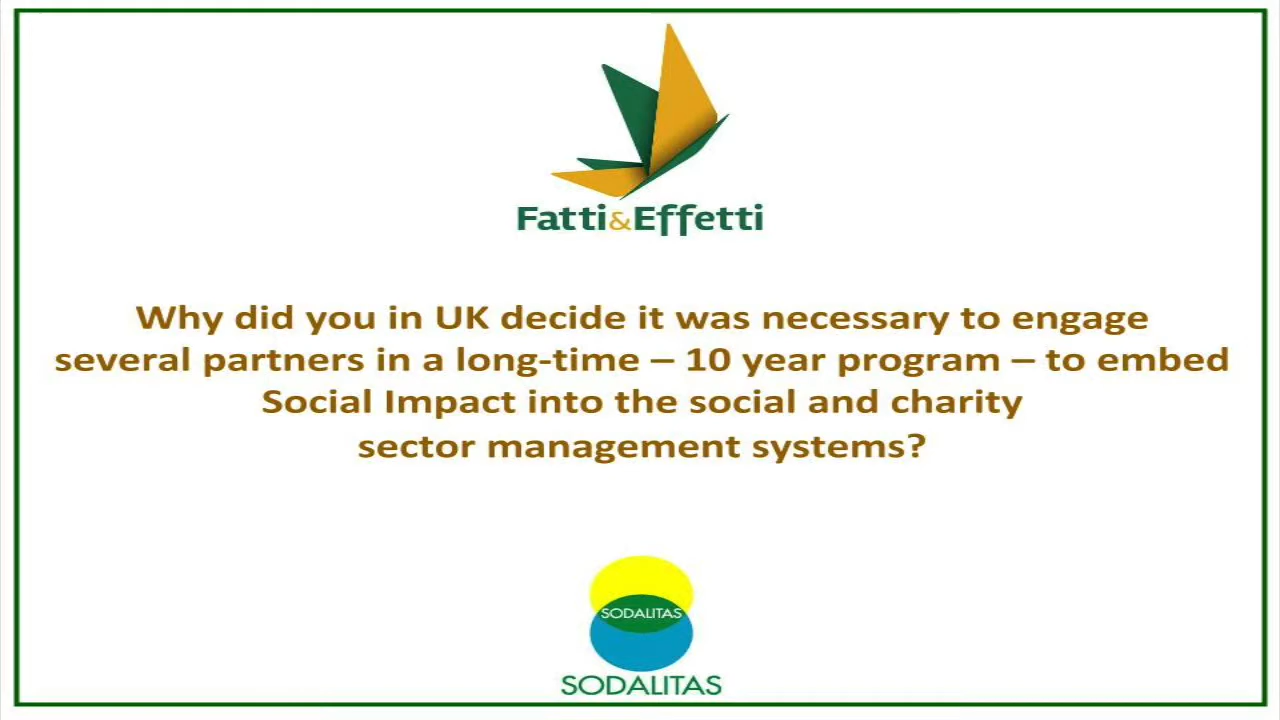 Fatti&Effetti
Why did you in UK decide it was necessary to engage
several partners in a long-time – 10 year program – to embed
Social Impact into the social and charity
sector management systems?
SODALITAS
SODALITAS